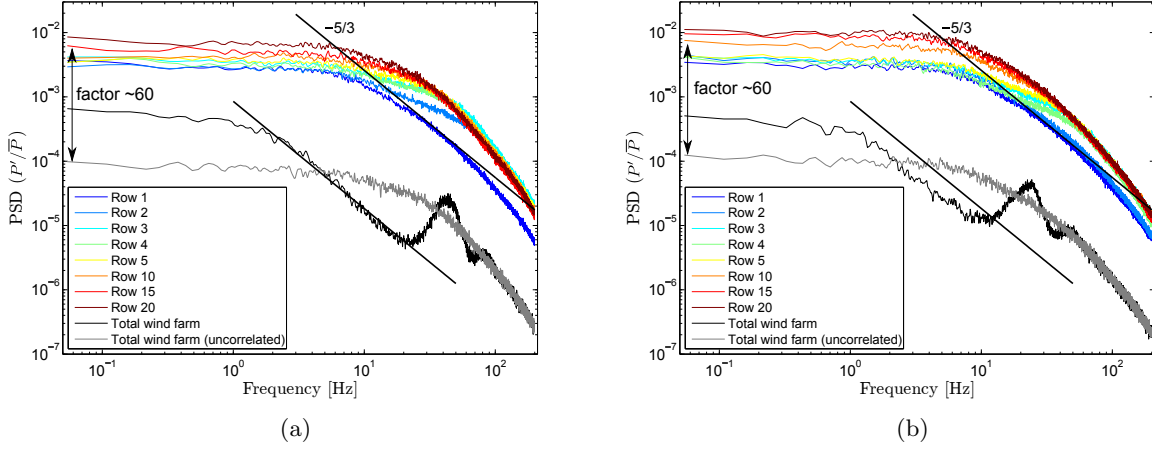 10^{-2}
10^{-3}
10^{-4}
10^{-5}
10^{-6}
10^{-7}
PSD (P'/\overline{P})
−5/3
factor ~60
Row 1
Row 2
Row 3
Row 4
Row 5
Row 10
Row 15
Row 20
Total wind farm
Total wind farm (uncorrelated)
10^{-1}
10^{0}
10^{1}
10^{2}
Frequency [Hz]
(a)
10^{-2}
10^{-3}
10^{-4}
10^{-5}
10^{-6}
10^{-7}
PSD (P'/\overline{P})
−5/3
factor ~60
Row 1
Row 2
Row 3
Row 4
Row 5
Row 10
Row 15
Row 20
Total wind farm
Total wind farm (uncorrelated)
10^{-1}
10^{0}
10^{1}
10^{2}
Frequency [Hz]
(b)